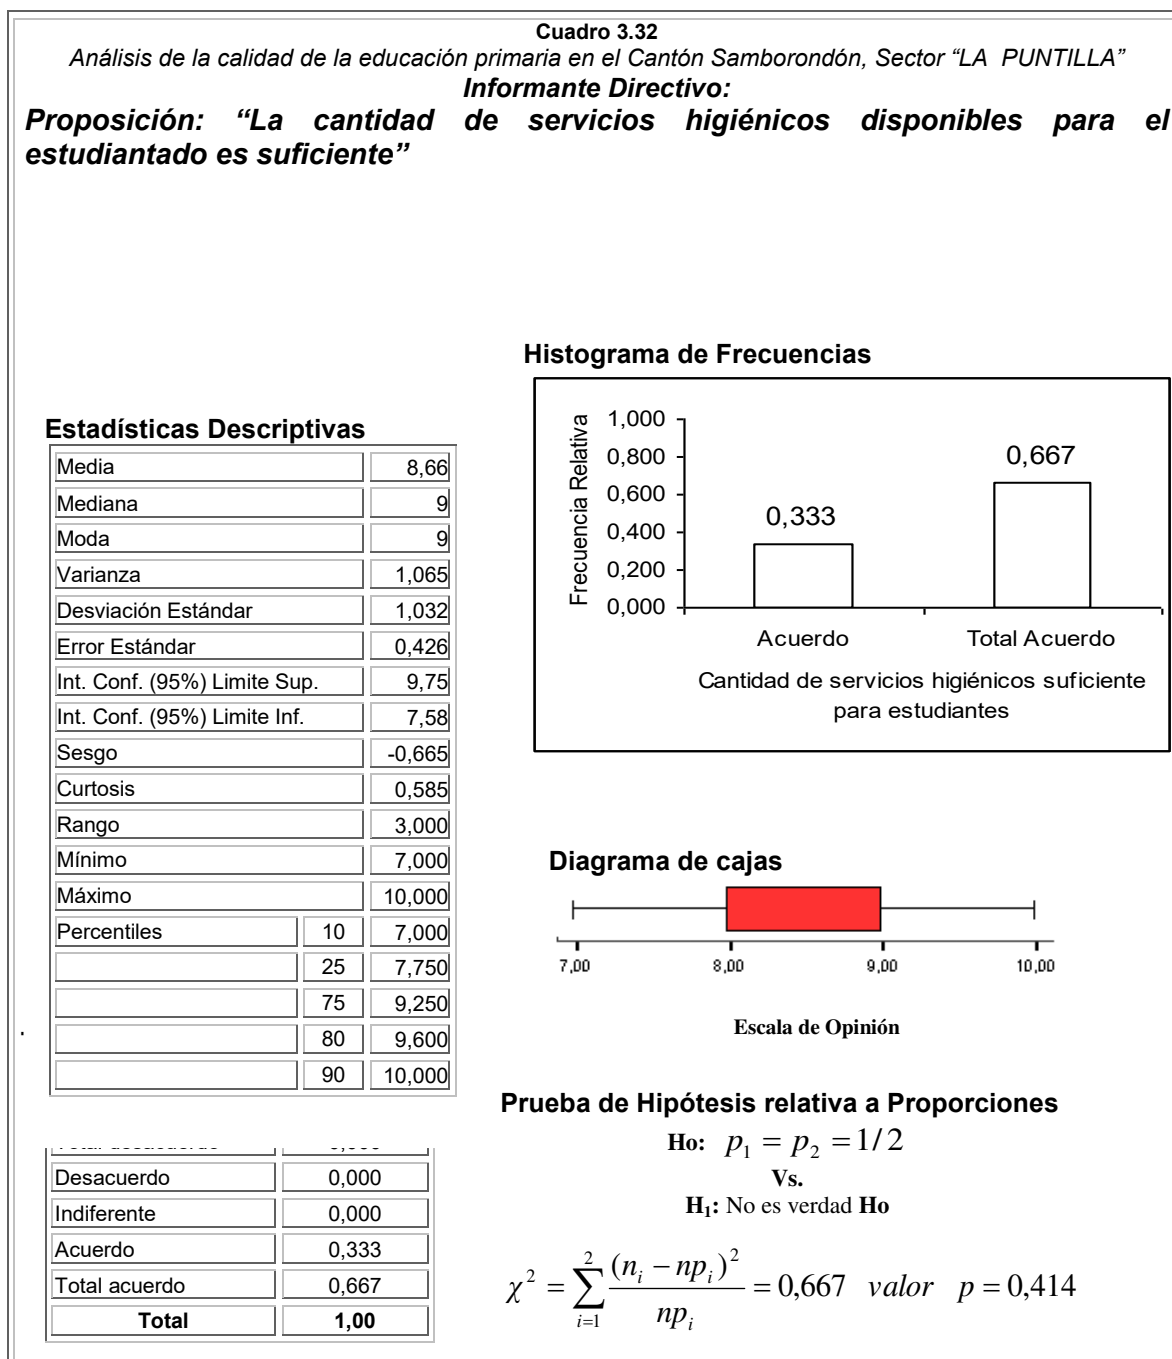 Cuadro 3.32
Análisis de la calidad de la educación primaria en el Cantón Samborondón, Sector “LA PUNTILLA”
Informante Directivo:
Proposición: “La cantidad de servicios higiénicos disponibles para el
estudiantado es suficiente”
Histograma de Frecuencias
Frecuencia Relativa
1,000
0,800
0,600
0,400
0,200
0,000
0,333
0,667
Acuerdo Total Acuerdo
Cantidad de servicios higiénicos suficiente
para estudiantes
Estadísticas Descriptivas
Media 8,66
Mediana 9
Moda 9
Varianza 1,065
Desviación Estándar 1,032
Error Estándar 0,426
Int. Conf. (95%) Limite Sup. 9,75
Int. Conf. (95%) Limite Inf. 7,58
Sesgo -0,665
Curtosis 0,585
Rango 3,000
Mínimo 7,000
Máximo 10,000
Percentiles 10 7,000
25 7,750
75 9,250
80 9,600
90 10,000
.
Diagrama de cajas
7,00 8,00 9,00 10,00
Escala de Opinión
Desacuerdo 0,000
Indiferente 0,000
Acuerdo 0,333
Total acuerdo 0,667
Total 1,00
Prueba de Hipótesis relativa a Proporciones
Ho: p₁ = p₂ = 1/2
Vs.
H₁: No es verdad Ho
χ² = ∑_{i=1}^{2} (n_i − np_i)² / np_i = 0,667 valor p = 0,414